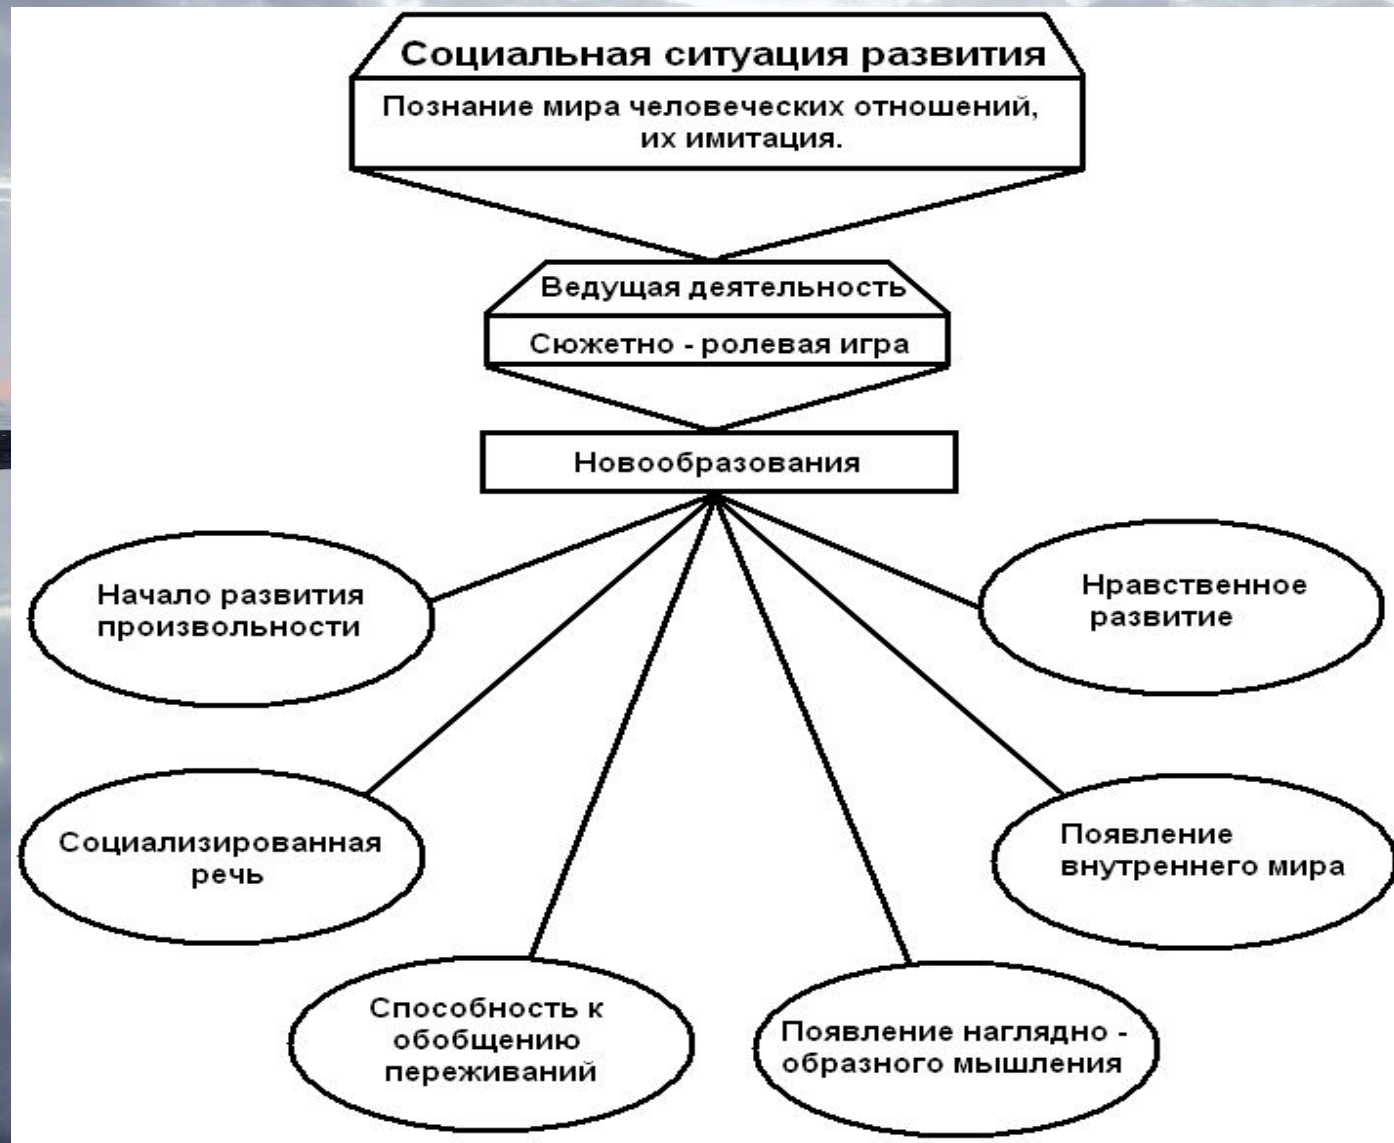 Социальная ситуация развития
Познание мира человеческих отношений,
их имитация.
Ведущая деятельность
Сюжетно - ролевая игра
Новообразования
Начало развития
произвольности
Нравственное
развитие
Социализированная
речь
Появление
внутреннего мира
Способность к
обобщению
переживаний
Появление наглядно -
образного мышления